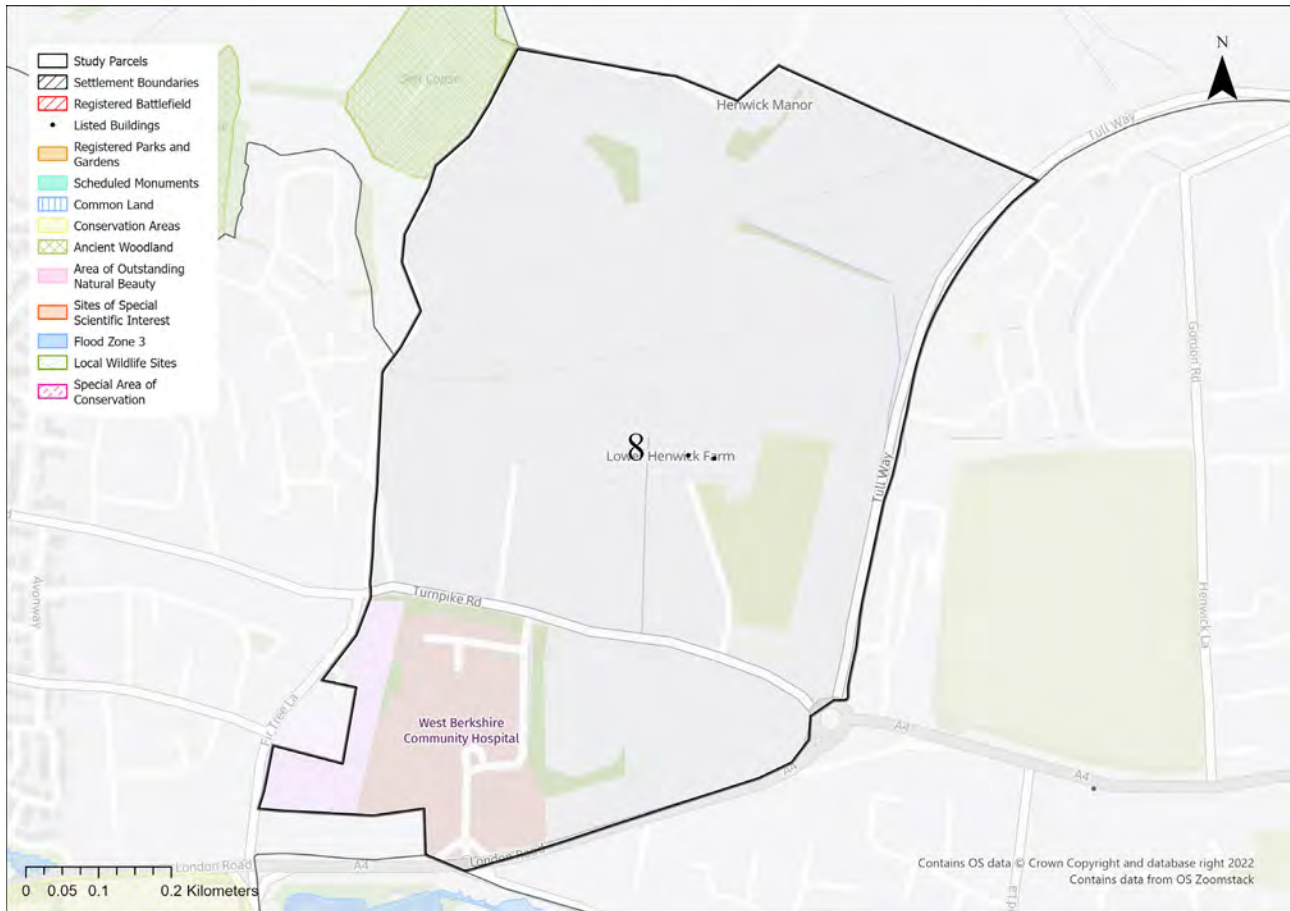 Study Parcels
Settlement Boundaries
Registered Battlefield
Listed Buildings
Registered Parks and
Gardens
Scheduled Monuments
Common Land
Conservation Areas
Ancient Woodland
Area of Outstanding
Natural Beauty
Sites of Special
Scientific Interest
Flood Zone 3
Local Wildlife Sites
Special Area of
Conservation
N
Henwick Manor
Tull Way
Gordon Rd
8
Lower Henwick Farm
Tull Way
Avonway
Turnpike Rd
Henwick La
Fir Tree La
West Berkshire
Community Hospital
A4
A4
A4
London Road
A4
London Road
0 0.05 0.1 0.2 Kilometers
Contains OS data © Crown Copyright and database right 2022
Contains data from OS Zoomstack